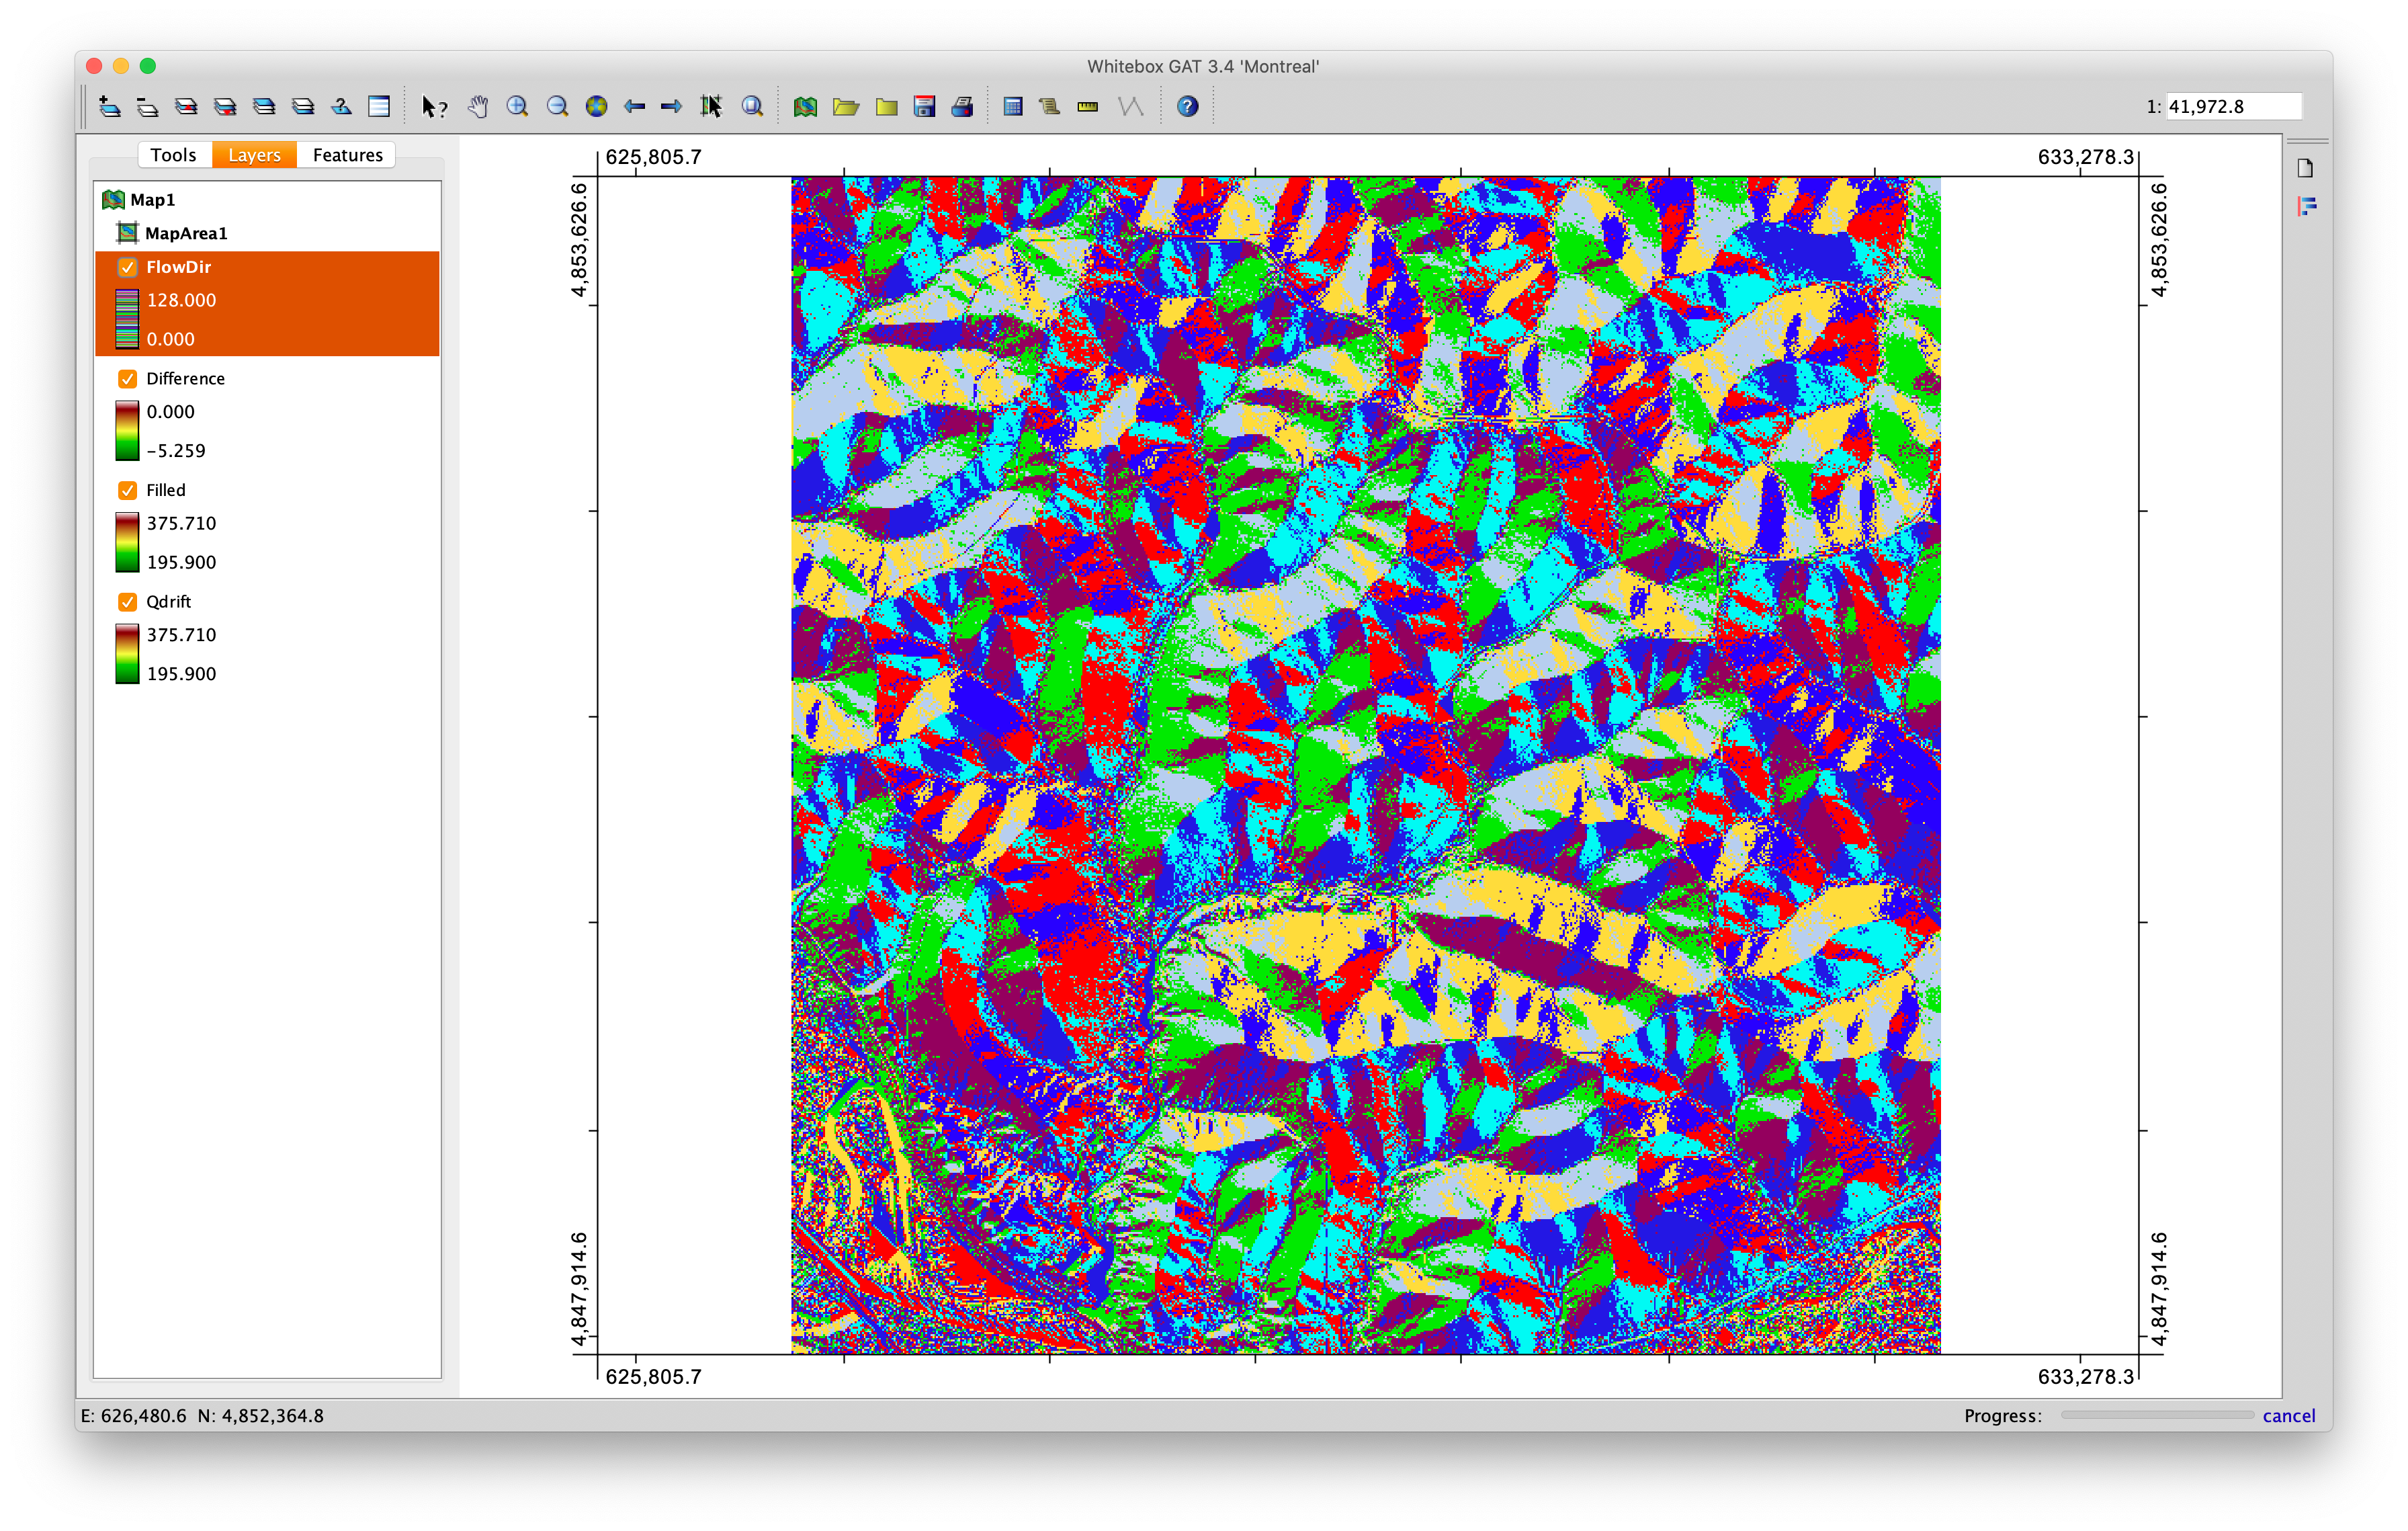 Whitebox GAT 3.4 'Montreal'
1: 41,972.8
Tools Layers Features
Map1
MapArea1
FlowDir
128.000
0.000
Difference
0.000
-5.259
Filled
375.710
195.900
Qdrift
375.710
195.900
625,805.7 633,278.3
4,853,626.6 4,853,626.6
4,847,914.6 4,847,914.6
625,805.7 633,278.3
E: 626,480.6 N: 4,852,364.8 Progress: cancel